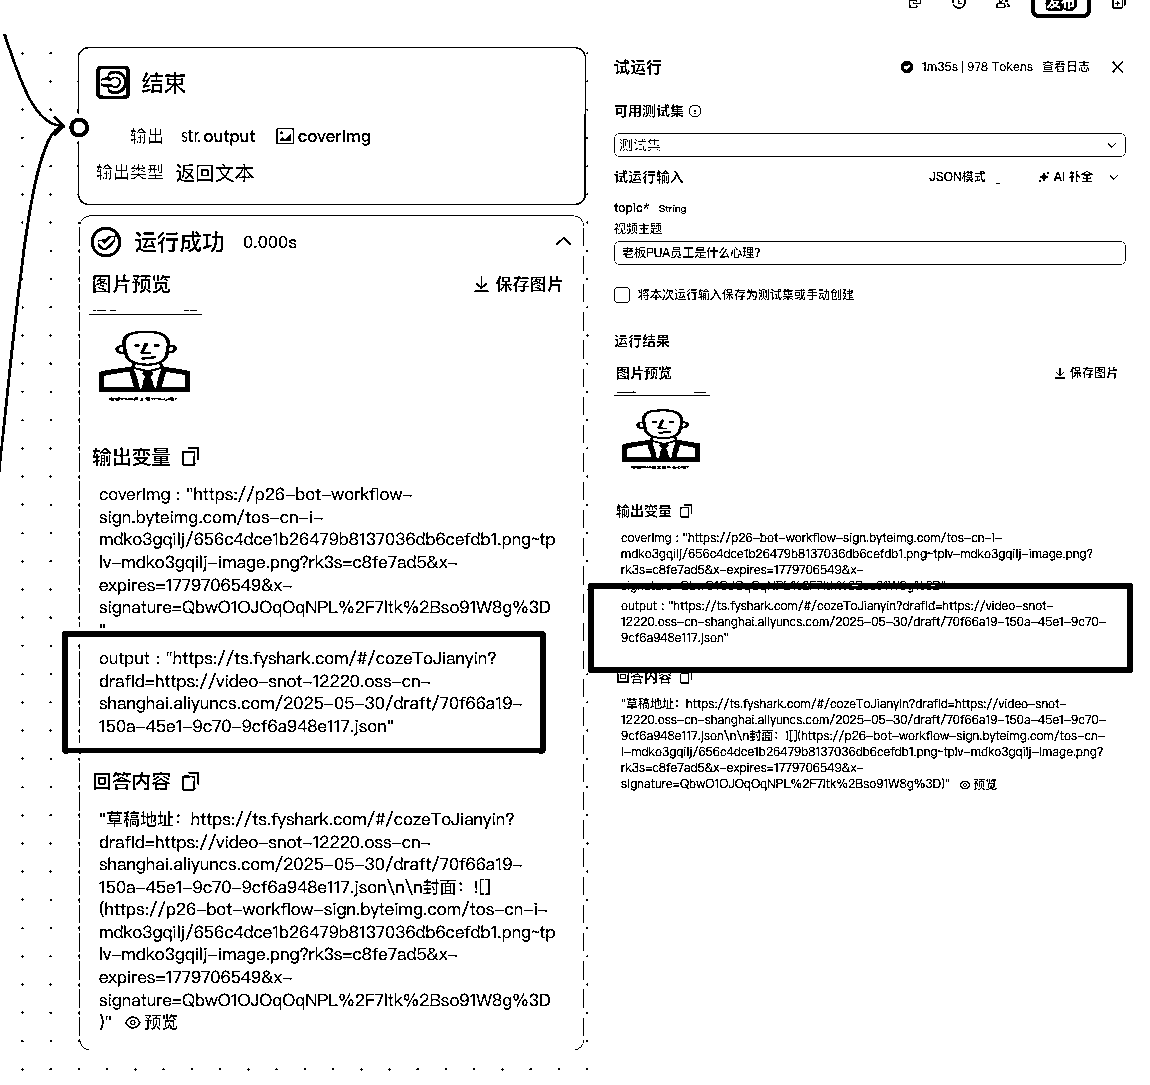 发布
结束
输出 str. output coverImg
输出类型 返回文本
运行成功 0.000s
图片预览 保存图片
输出变量
coverImg : "https://p26-bot-workflow-
sign.byteimg.com/tos-cn-i-
mdko3gqilj/656c4dce1b26479b8137036db6cefdb1.png~tp
lv-mdko3gqilj-image.png?rk3s=c8fe7ad5&x-
expires=1779706549&x-
signature=QbwO1OJOqOqNPL%2F7ltk%2Bso91W8g%3D
"
output : "https://ts.fyshark.com/#/cozeToJianyin?
drafId=https://video-snot-12220.oss-cn-
shanghai.aliyuncs.com/2025-05-30/draft/70f66a19-
150a-45e1-9c70-9cf6a948e117.json"
回答内容
"草稿地址：https://ts.fyshark.com/#/cozeToJianyin?
drafId=https://video-snot-12220.oss-cn-
shanghai.aliyuncs.com/2025-05-30/draft/70f66a19-
150a-45e1-9c70-9cf6a948e117.json\n\n封面：![]
(https://p26-bot-workflow-sign.byteimg.com/tos-cn-i-
mdko3gqilj/656c4dce1b26479b8137036db6cefdb1.png~tp
lv-mdko3gqilj-image.png?rk3s=c8fe7ad5&x-
expires=1779706549&x-
signature=QbwO1OJOqOqNPL%2F7ltk%2Bso91W8g%3D
)" 预览
试运行 1m35s | 978 Tokens 查看日志
可用测试集
测试集
试运行输入 JSON模式 AI 补全
topic* String
视频主题
老板PUA员工是什么心理?
将本次运行输入保存为测试集或手动创建
运行结果
图片预览 保存图片
输出变量
coverImg : "https://p26-bot-workflow-sign.byteimg.com/tos-cn-i-
mdko3gqilj/656c4dce1b26479b8137036db6cefdb1.png~tplv-mdko3gqilj-image.png?
rk3s=c8fe7ad5&x-expires=1779706549&x-
signature=QbwO1OJOqOqNPL%2F7ltk%2Bso91W8g%3D"
output : "https://ts.fyshark.com/#/cozeToJianyin?drafId=https://video-snot-
12220.oss-cn-shanghai.aliyuncs.com/2025-05-30/draft/70f66a19-150a-45e1-9c70-
9cf6a948e117.json"
回答内容
"草稿地址：https://ts.fyshark.com/#/cozeToJianyin?drafId=https://video-snot-
12220.oss-cn-shanghai.aliyuncs.com/2025-05-30/draft/70f66a19-150a-45e1-9c70-
9cf6a948e117.json\n\n封面：![](https://p26-bot-workflow-sign.byteimg.com/tos-cn-
i-mdko3gqilj/656c4dce1b26479b8137036db6cefdb1.png~tplv-mdko3gqilj-image.png?
rk3s=c8fe7ad5&x-expires=1779706549&x-
signature=QbwO1OJOqOqNPL%2F7ltk%2Bso91W8g%3D)" 预览